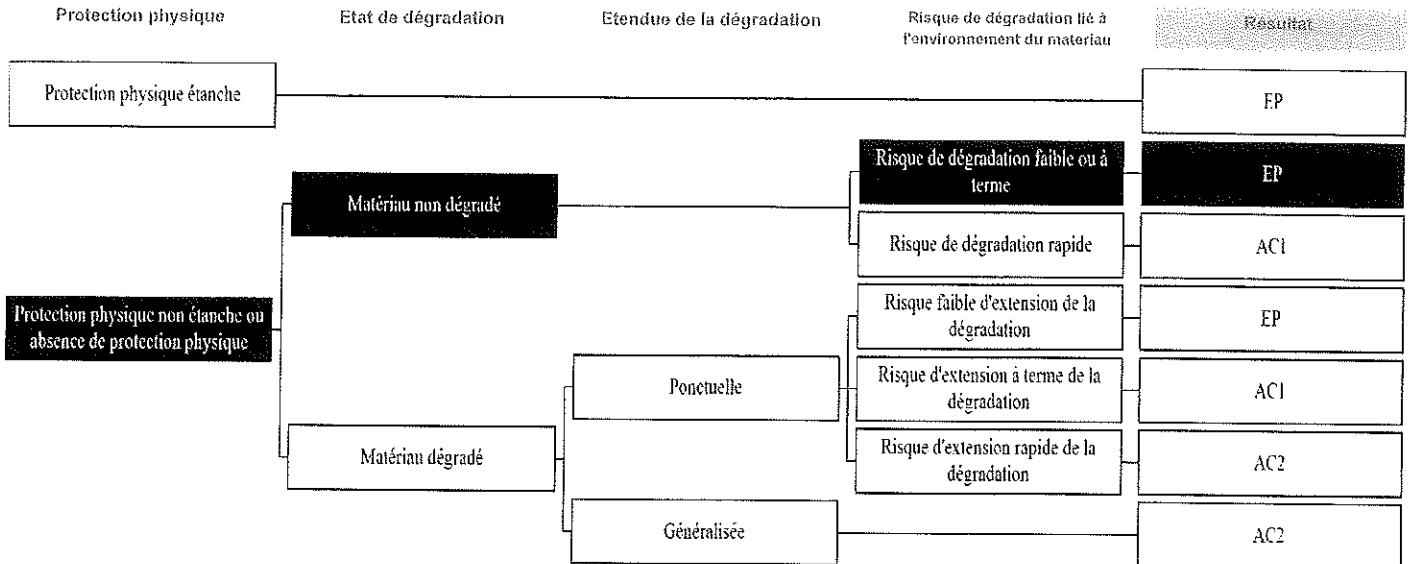 Protection physique
Etat de dégradation
Etendue de la dégradation
Risque de dégradation lié à
l'environnement du materiau
Résultat
Protection physique étanche
EP
Risque de dégradation faible ou à
terme
EP
Matériau non dégradé
Risque de dégradation rapide
AC1
Protection physique non étanche ou
absence de protection physique
Risque faible d'extension de la
dégradation
EP
Ponctuelle
Risque d'extension à terme de la
dégradation
AC1
Matériau dégradé
Risque d'extension rapide de la
dégradation
AC2
Généralisée
AC2